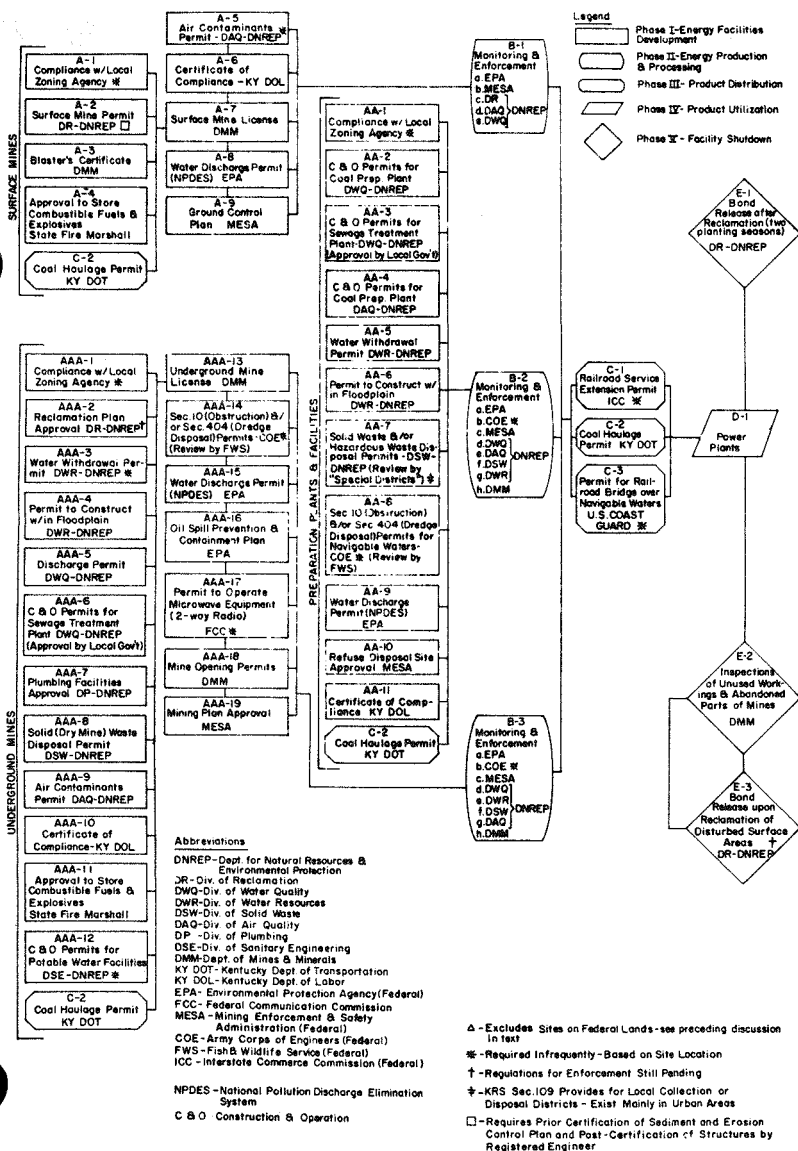 SURFACE MINES
A-1
Compliance w/Local
Zoning Agency *
A-2
Surface Mine Permit
DR-DNREP □
A-3
Blaster's Certificate
DMM
A-4
Approval to Store
Combustible Fuels &
Explosives
State Fire Marshall
C-2
Coal Haulage Permit
KY DOT
A-5
Air Contaminants *
Permit - DAQ-DNREP
A-6
Certificate of
Compliance - KY DOL
A-7
Surface Mine License
DMM
A-8
Water Discharge Permit
(NPDES) EPA
A-9
Ground Control
Plan MESA
UNDERGROUND MINES
AAA-1
Compliance w/Local
Zoning Agency *
AAA-2
Reclamation Plan
Approval DR-DNREP†
AAA-3
Water Withdrawal Per-
mit DWR-DNREP *
AAA-4
Permit to Construct
w/in Floodplain
DWR-DNREP
AAA-5
Discharge Permit
DWQ-DNREP
AAA-6
C & O Permits for
Sewage Treatment
Plant DWQ-DNREP
(Approval by Local Gov't)
AAA-7
Plumbing Facilities
Approval DP-DNREP
AAA-8
Solid (Dry Mine) Waste
Disposal Permit
DSW-DNREP
AAA-9
Air Contaminants
Permit DAQ-DNREP
AAA-10
Certificate of
Compliance-KY DOL
AAA-11
Approval to Store
Combustible Fuels &
Explosives
State Fire Marshall
AAA-12
C & O Permits for
Potable Water Facilities
DSE-DNREP *
C-2
Coal Haulage Permit
KY DOT
AAA-13
Underground Mine
License DMM
AAA-14
Sec. 10 (Obstruction) &/
or Sec. 404 (Dredge
Disposal) Permits-COE*
(Review by FWS)
AAA-15
Water Discharge Permit
(NPDES) EPA
AAA-16
Oil Spill Prevention &
Containment Plan
EPA
AAA-17
Permit to Operate
Microwave Equipment
(2-way Radio)
FCC *
AAA-18
Mine Opening Permits
DMM
AAA-19
Mining Plan Approval
MESA
PREPARATION PLANTS & FACILITIES
AA-1
Compliance w/Local
Zoning Agency *
AA-2
C & O Permits for
Coal Prep. Plant
DWQ-DNREP
AA-3
C & O Permits for
Sewage Treatment
Plant-DWQ-DNREP
(Approval by Local Gov't)
AA-4
C & O Permits for
Coal Prep. Plant
DAQ-DNREP
AA-5
Water Withdrawal
Permit DWR-DNREP
AA-6
Permit to Construct w/
in Floodplain
DWR-DNREP
AA-7
Solid Waste &/or
Hazardous Waste Dis-
posal Permits-DSW-
DNREP (Review by
"Special Districts") ‡
AA-6
Sec 10 (Obstruction)
&/or Sec 404 (Dredge
Disposal) Permits for
Navigable Waters-
COE * (Review by
FWS)
AA-9
Water Discharge
Permit (NPDES)
EPA
AA-10
Refuse Disposal Site
Approval MESA
AA-11
Certificate of Comp-
liance KY DOL
C-2
Coal Haulage Permit
KY DOT
B-1
Monitoring &
Enforcement
a. EPA
b. MESA
c. DR
d. DAQ DNREP
e. DWQ
B-2
Monitoring &
Enforcement
a. EPA
b. COE *
c. MESA
d. DWQ
e. DAQ DNREP
f. DSW
g. DWR
h. DMM
B-3
Monitoring &
Enforcement
a. EPA
b. COE *
c. MESA
d. DWQ
e. DWR DNREP
f. DSW
g. DAQ
h. DMM
C-1
Railroad Service
Extension Permit
ICC *
C-2
Coal Haulage
Permit KY DOT
C-3
Permit for Rail-
road Bridge over
Navigable Waters
U.S. COAST
GUARD *
D-1
Power
Plants
E-1
Bond
Release after
Reclamation (two
planting seasons)
DR-DNREP
E-2
Inspections
of Unused Work-
ings & Abandoned
Parts of Mines
DMM
E-3
Bond
Release upon
Reclamation of
Disturbed Surface
Areas †
DR-DNREP
Legend
Phase I-Energy Facilities
Development
Phase II-Energy Production
& Processing
Phase III- Product Distribution
Phase IV- Product Utilization
Phase V- Facility Shutdown
Abbreviations
DNREP-Dept. for Natural Resources &
Environmental Protection
DR-Div. of Reclamation
DWQ-Div. of Water Quality
DWR-Div. of Water Resources
DSW-Div. of Solid Waste
DAQ-Div. of Air Quality
DP -Div. of Plumbing
DSE-Div. of Sanitary Engineering
DMM-Dept. of Mines & Minerals
KY DOT-Kentucky Dept. of Transportation
KY DOL-Kentucky Dept. of Labor
EPA- Environmental Protection Agency (Federal)
FCC- Federal Communication Commission
MESA-Mining Enforcement & Safety
Administration (Federal)
COE-Army Corps of Engineers (Federal)
FWS-Fish & Wildlife Service (Federal)
ICC -Interstate Commerce Commission (Federal)
NPDES -National Pollution Discharge Elimination
System
C & O Construction & Operation
△ -Excludes Sites on Federal Lands-see preceding discussion
in text
* -Required Infrequently-Based on Site Location
† -Regulations for Enforcement Still Pending
‡ -KRS Sec. 109 Provides for Local Collection or
Disposal Districts - Exist Mainly in Urban Areas
□ -Requires Prior Certification of Sediment and Erosion
Control Plan and Post-Certification of Structures by
Registered Engineer